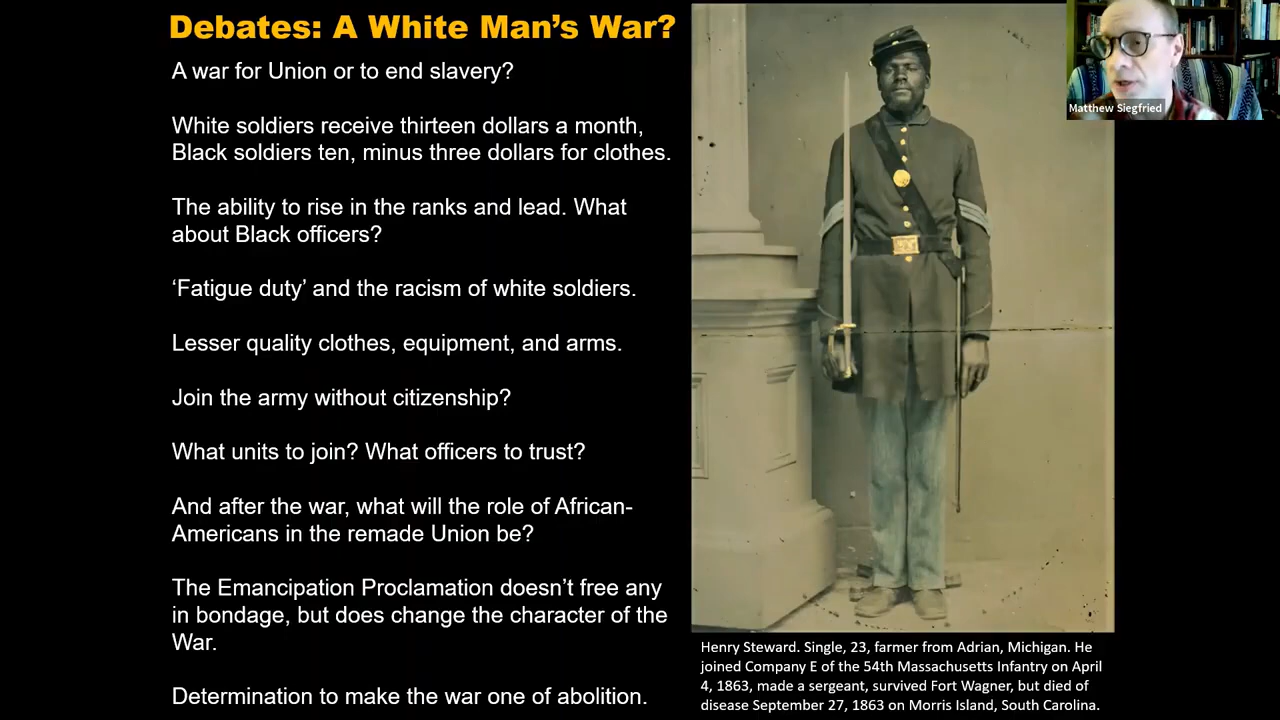 Debates: A White Man’s War?
A war for Union or to end slavery?
White soldiers receive thirteen dollars a month,
Black soldiers ten, minus three dollars for clothes.
The ability to rise in the ranks and lead. What
about Black officers?
‘Fatigue duty’ and the racism of white soldiers.
Lesser quality clothes, equipment, and arms.
Join the army without citizenship?
What units to join? What officers to trust?
And after the war, what will the role of African-
Americans in the remade Union be?
The Emancipation Proclamation doesn’t free any
in bondage, but does change the character of the
War.
Determination to make the war one of abolition.
Matthew Siegfried
Henry Steward. Single, 23, farmer from Adrian, Michigan. He
joined Company E of the 54th Massachusetts Infantry on April
4, 1863, made a sergeant, survived Fort Wagner, but died of
disease September 27, 1863 on Morris Island, South Carolina.